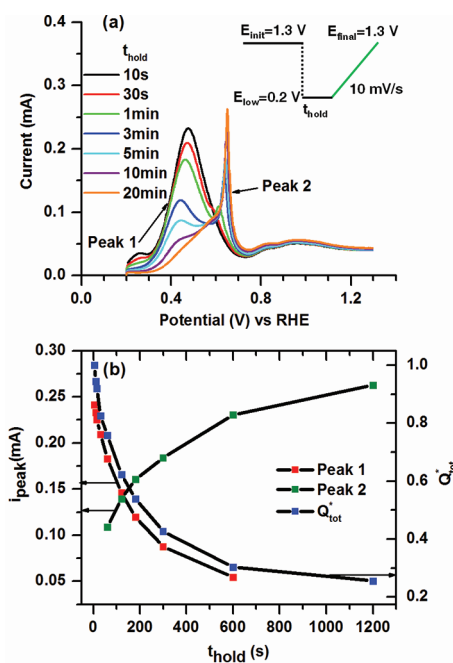 (a)
E_init=1.3 V
E_final=1.3 V
E_low=0.2 V
t_hold
10 mV/s
t_hold
10s
30s
1min
3min
5min
10min
20min
Peak 1
Peak 2
Current (mA)
0.4
0.3
0.2
0.1
0.0
0.0 0.4 0.8 1.2
Potential (V) vs RHE
(b)
i_peak(mA)
0.30
0.25
0.20
0.15
0.10
0.05
Peak 1
Peak 2
Q*_tot
1.0
0.8
0.6
0.4
0.2
Q*_tot
0 200 400 600 800 1000 1200
t_hold (s)